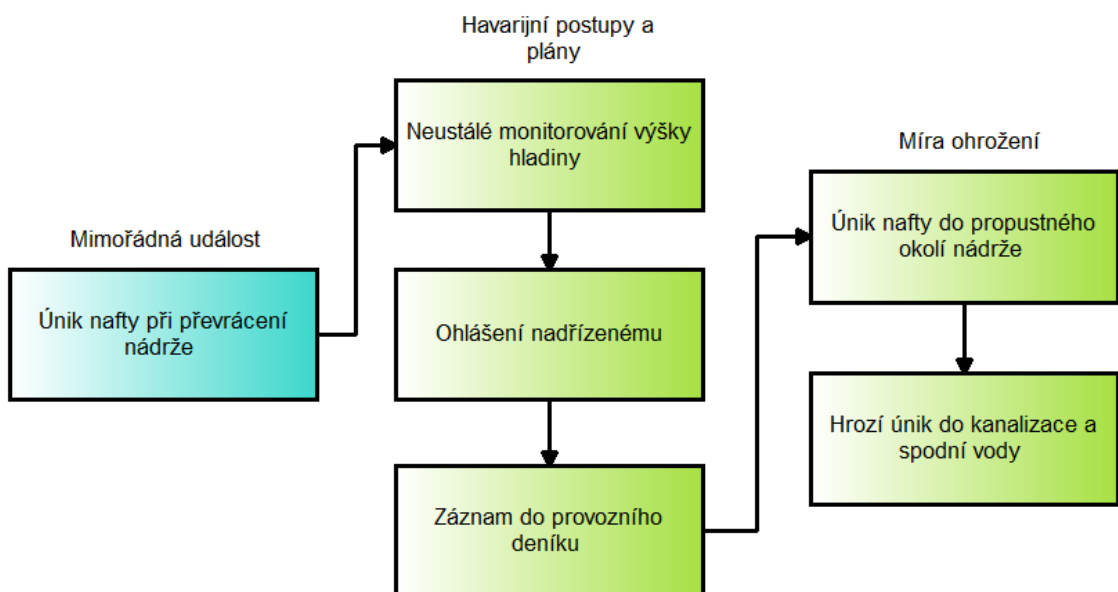 Mimořádná událost
Únik nafty při převrácení
nádrže
Havarijní postupy a
plány
Neustálé monitorování výšky
hladiny
Ohlášení nadřízenému
Záznam do provozního
deníku
Míra ohrožení
Únik nafty do propustného
okolí nádrže
Hrozí únik do kanalizace a
spodní vody